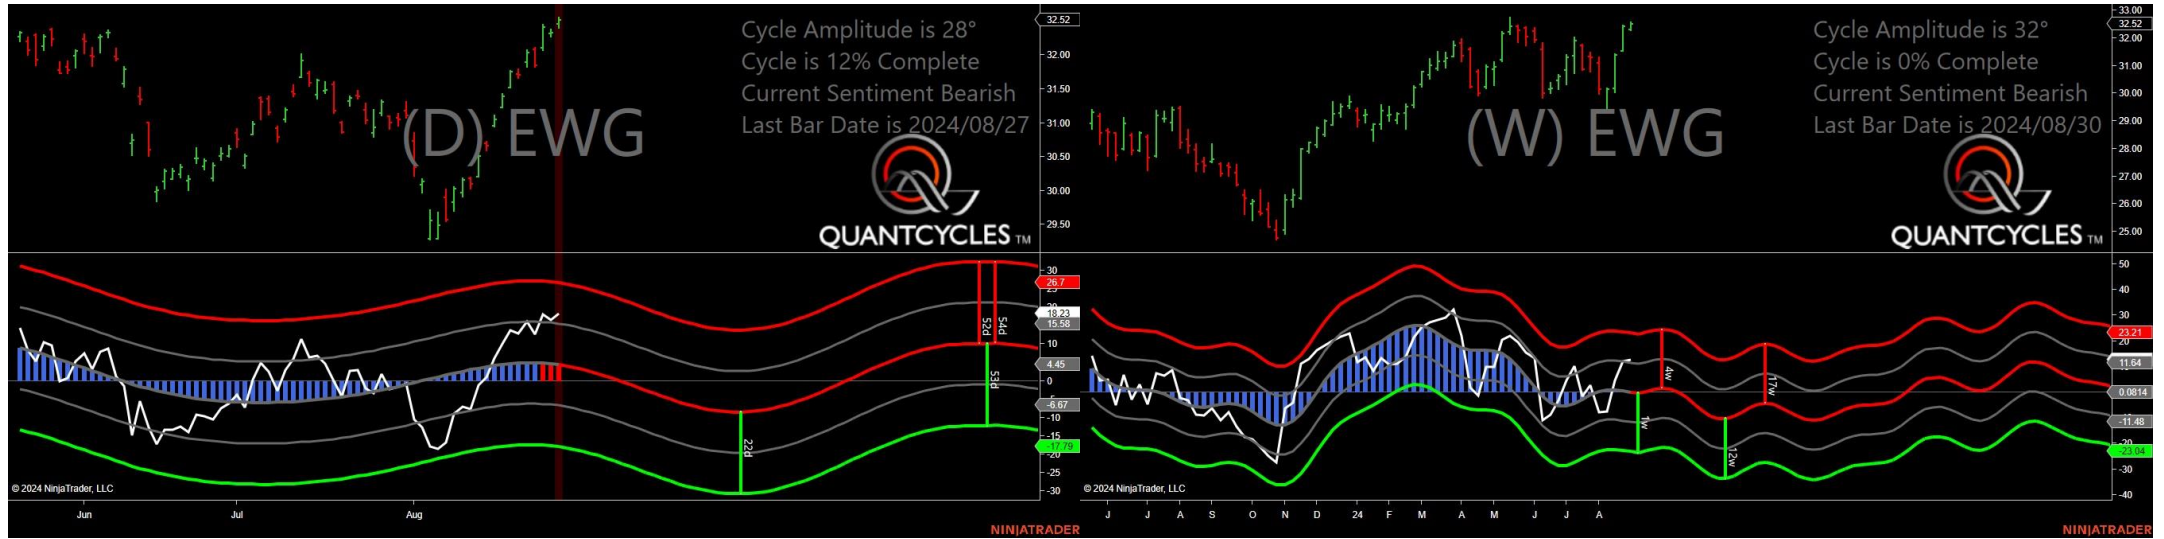 Cycle Amplitude is 28°
Cycle is 12% Complete
Current Sentiment Bearish
Last Bar Date is 2024/08/27
(D) EWG
QUANTCYCLES TM
32.52
32.00
31.50
31.00
30.50
30.00
29.50
30
26.7
18.23
15.58
10
4.45
0
-6.67
-10
-15
-17.79
-20
-25
-30
52d
54d
53d
22d
© 2024 NinjaTrader, LLC
Jun
Jul
Aug
NINJATRADER
Cycle Amplitude is 32°
Cycle is 0% Complete
Current Sentiment Bearish
Last Bar Date is 2024/08/30
(W) EWG
QUANTCYCLES TM
33.00
32.52
32.00
31.00
30.00
29.00
28.00
27.00
26.00
25.00
50
40
30
23.21
20
11.64
0.0814
-11.48
-20
-23.04
-30
-40
4w
17w
1w
12w
© 2024 NinjaTrader, LLC
J J A S O N D 24 F M A M J J A
NINJATRADER